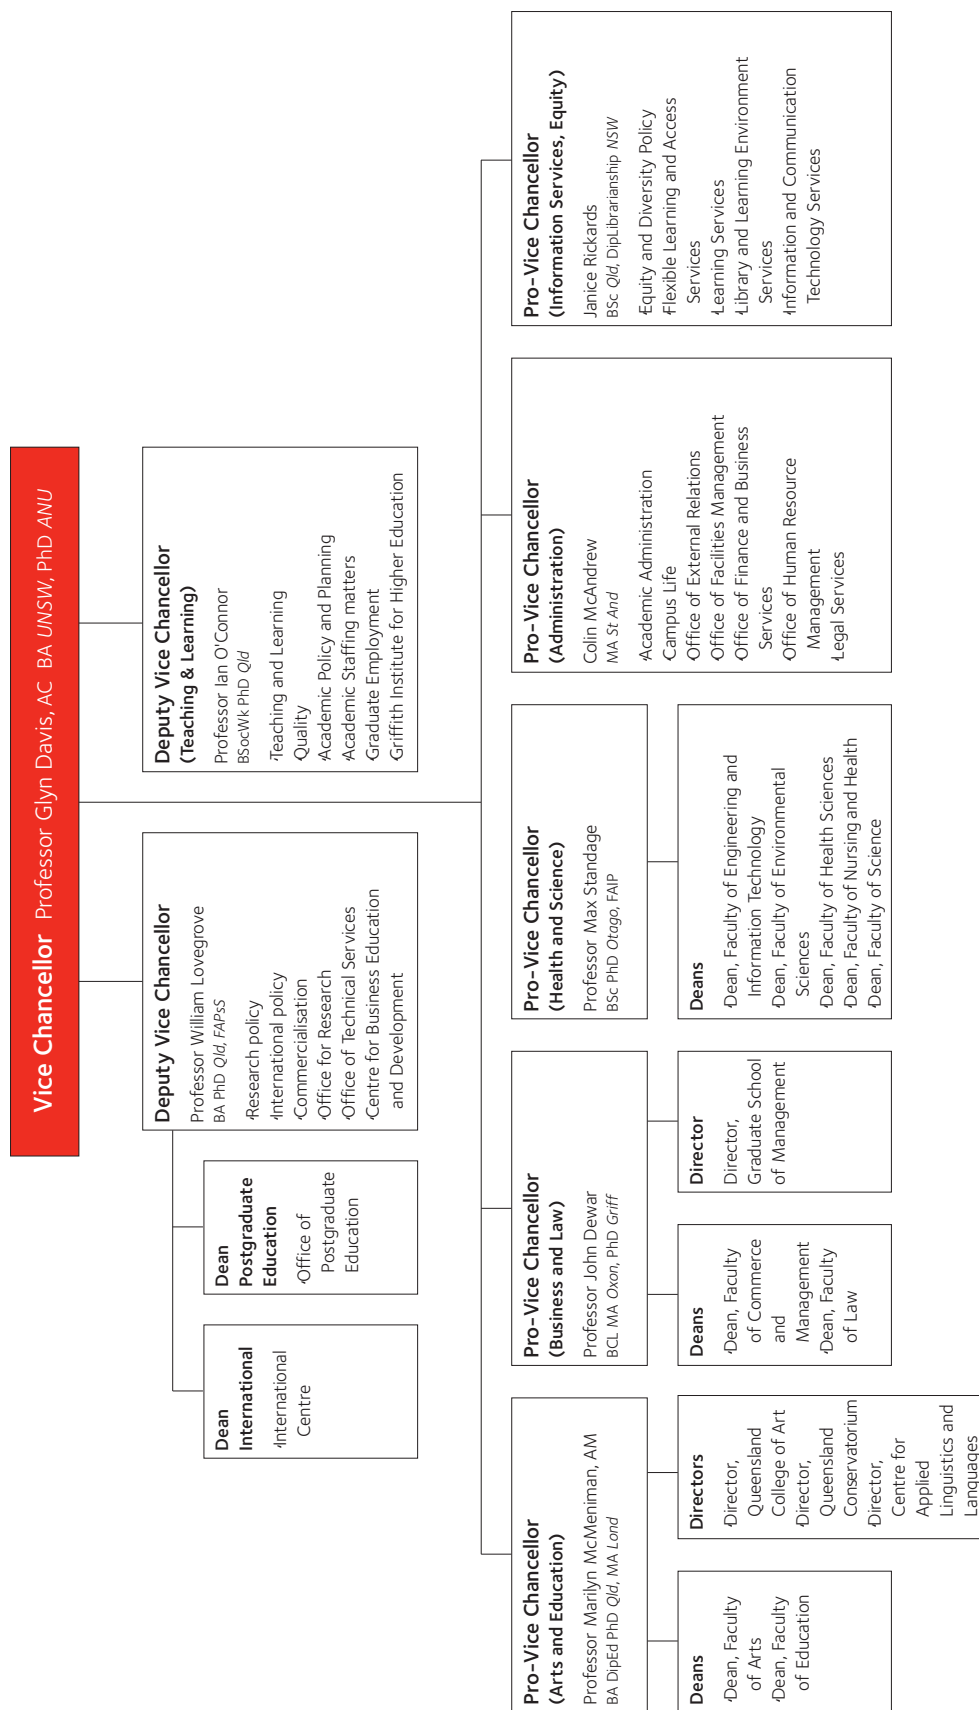 Vice Chancellor Professor Glyn Davis, AC BA UNSW, PhD ANU
Deputy Vice Chancellor
Professor William Lovegrove
BA PhD Qld, FAPsS
Research policy
International policy
Commercialisation
Office for Research
Office of Technical Services
Centre for Business Education
and Development
Deputy Vice Chancellor
(Teaching & Learning)
Professor Ian O'Connor
BSocWk PhD Qld
Teaching and Learning
Quality
Academic Policy and Planning
Academic Staffing matters
Graduate Employment
Griffith Institute for Higher Education
Dean
International
International
Centre
Dean
Postgraduate
Education
Office of
Postgraduate
Education
Pro-Vice Chancellor
(Arts and Education)
Professor Marilyn McMeniman, AM
BA DipEd PhD Qld, MA Lond
Pro-Vice Chancellor
(Business and Law)
Professor John Dewar
BCL MA Oxon, PhD Griff
Pro-Vice Chancellor
(Health and Science)
Professor Max Standage
BSc PhD Otago, FAIP
Pro-Vice Chancellor
(Administration)
Colin McAndrew
MA St And
Academic Administration
Campus Life
Office of External Relations
Office of Facilities Management
Office of Finance and Business
Services
Office of Human Resource
Management
Legal Services
Pro-Vice Chancellor
(Information Services, Equity)
Janice Rickards
BSc Qld, DipLibrarianship NSW
Equity and Diversity Policy
Flexible Learning and Access
Services
Learning Services
Library and Learning Environment
Services
Information and Communication
Technology Services
Deans
Dean, Faculty
of Arts
Dean, Faculty
of Education
Directors
Director,
Queensland
College of Art
Director,
Queensland
Conservatorium
Director,
Centre for
Applied
Linguistics and
Languages
Deans
Dean, Faculty
of Commerce
and
Management
Dean, Faculty
of Law
Director
Director,
Graduate School
of Management
Deans
Dean, Faculty of Engineering and
Information Technology
Dean, Faculty of Environmental
Sciences
Dean, Faculty of Health Sciences
Dean, Faculty of Nursing and Health
Dean, Faculty of Science